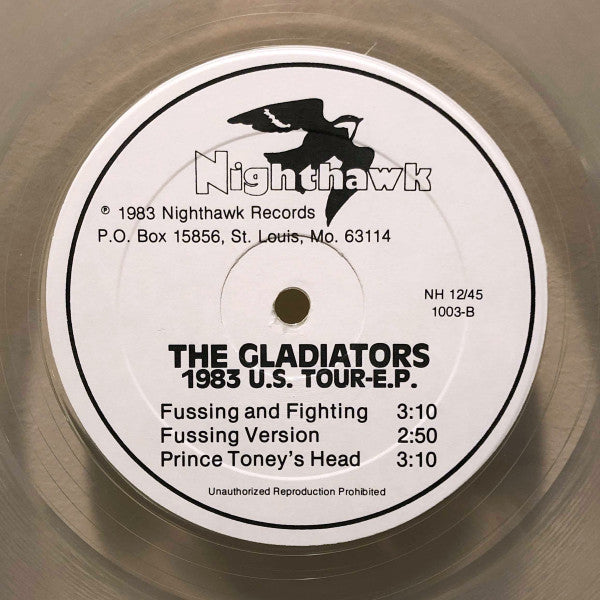 Nighthawk
℗ 1983 Nighthawk Records
P.O. Box 15856, St. Louis, Mo. 63114
NH 12/45
1003-B
THE GLADIATORS
1983 U.S. TOUR-E.P.
Fussing and Fighting 3:10
Fussing Version 2:50
Prince Toney's Head 3:10
Unauthorized Reproduction Prohibited